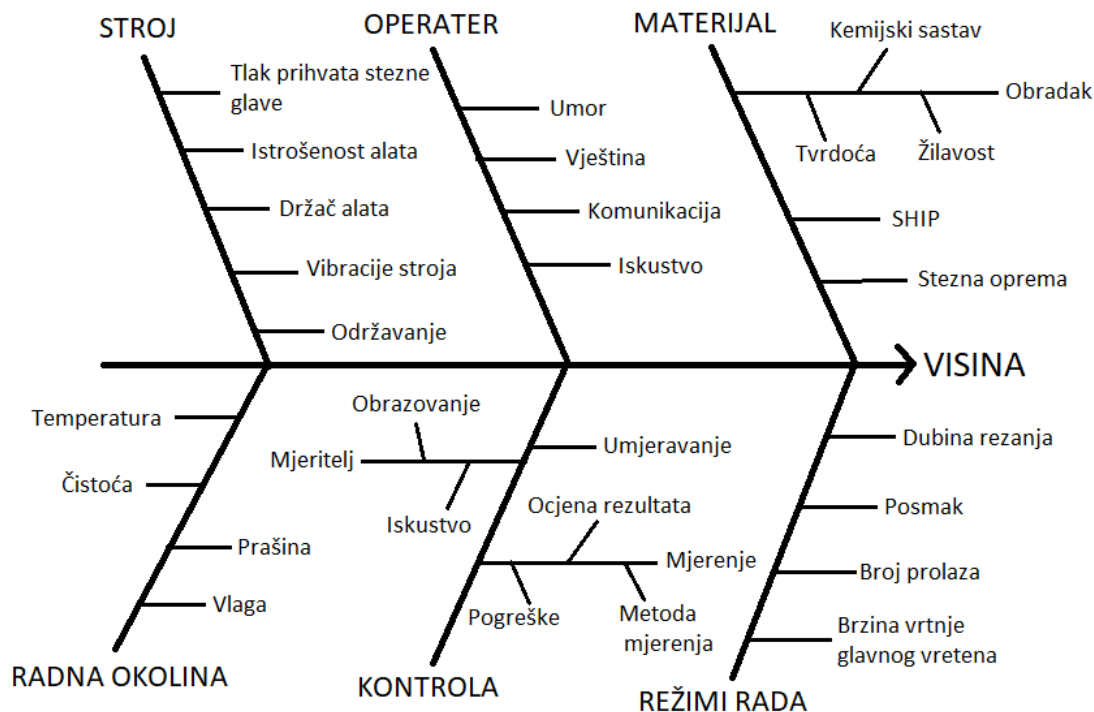 STROJ
OPERATER
MATERIJAL
Kemijski sastav
Tlak prihvata stezne
glave
Obradak
Umor
Istrošenost alata
Vještina
Tvrdoća
Žilavost
Držač alata
Komunikacija
SHIP
Vibracije stroja
Iskustvo
Stezna oprema
Održavanje
VISINA
Temperatura
Obrazovanje
Umjeravanje
Dubina rezanja
Mjeritelj
Čistoća
Iskustvo
Ocjena rezultata
Posmak
Prašina
Mjerenje
Broj prolaza
Vlaga
Pogreške
Metoda
mjerenja
Brzina vrtnje
glavnog vretena
RADNA OKOLINA
KONTROLA
REŽIMI RADA